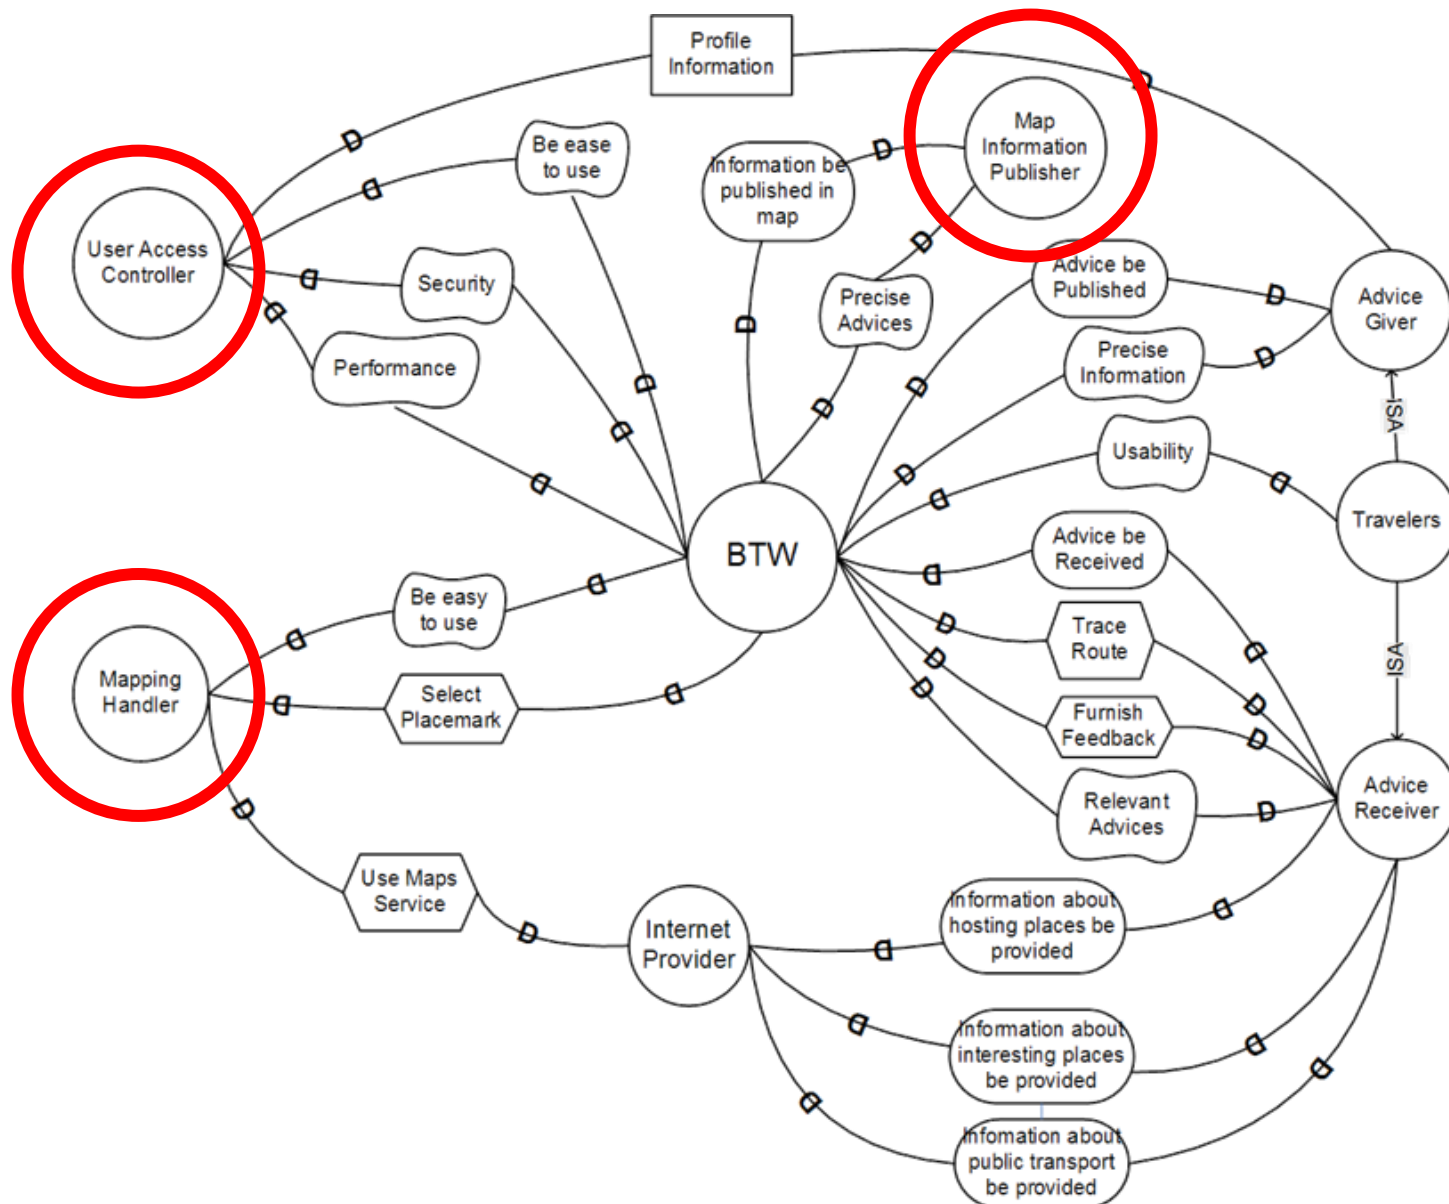 Profile
Information
D
D
Map
Information
Publisher
Be ease
to use
D
Information be
published in
map
D
User Access
Controller
D
Security
D
D
Performance
D
Precise
Advices
D
Advice be
Published
D
Advice
Giver
D
Precise
Information
D
D
D
D
D
ISA
D
Usability
D
D
D
D
Travelers
BTW
Advice be
Received
D
D
Be easy
to use
D
Trace
Route
D
D
ISA
Mapping
Handler
D
Select
Placemark
D
D
D
Furnish
Feedback
D
D
D
Relevant
Advices
D
Advice
Receiver
D
Use Maps
Service
D
Internet
Provider
D
Information about
hosting places be
provided
D
D
Information about
interesting places
be provided
D
D
Infomation about
public transport
be provided
D